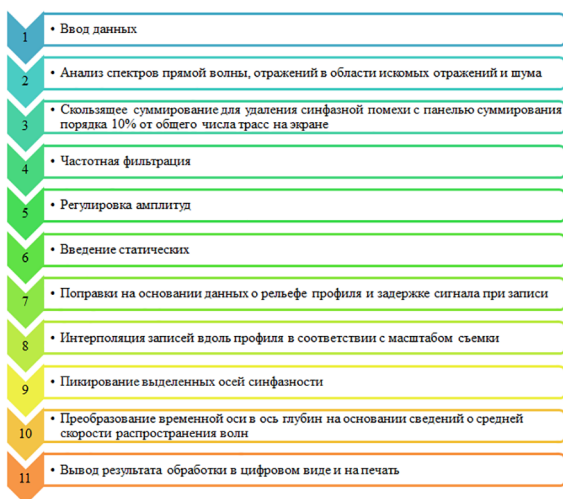 1
• Ввод данных
2
• Анализ спектров прямой волны, отражений в области искомых отражений и шума
3
• Скользящее суммирование для удаления синфазной помехи с панелью суммирования
порядка 10% от общего числа трасс на экране
4
• Частотная фильтрация
5
• Регулировка амплитуд
6
• Введение статических
7
• Поправки на основании данных о рельефе профиля и задержке сигнала при записи
8
• Интерполяция записей вдоль профиля в соответствии с масштабом съемки
9
• Пикирование выделенных осей синфазности
10
• Преобразование временной оси в ось глубин на основании сведений о средней
скорости распространения волн
11
• Вывод результата обработки в цифровом виде и на печать